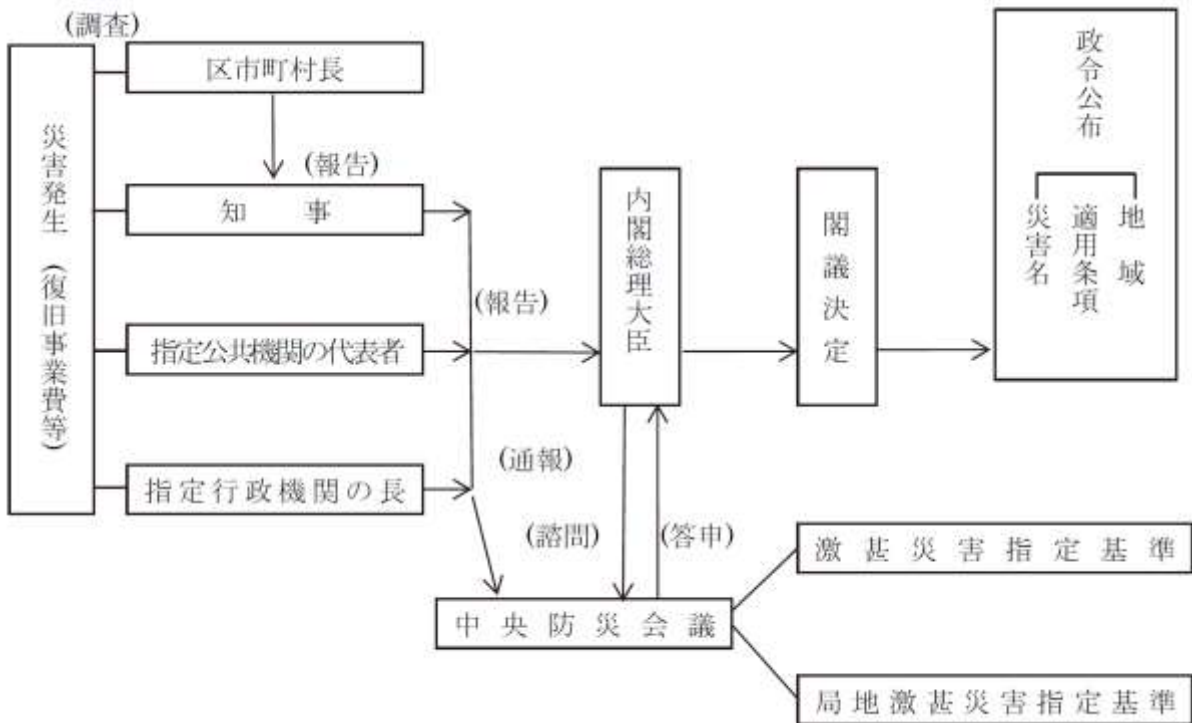 (調査)
災害発生 (復旧事業費等)
区市町村長
(報告)
知 事
指定公共機関の代表者
指定行政機関の長
(報告)
(通報)
内閣総理大臣
(諮問)
(答申)
中央防災会議
閣議決定
政令公布
地域
適用条項
災害名
激甚災害指定基準
局地激甚災害指定基準